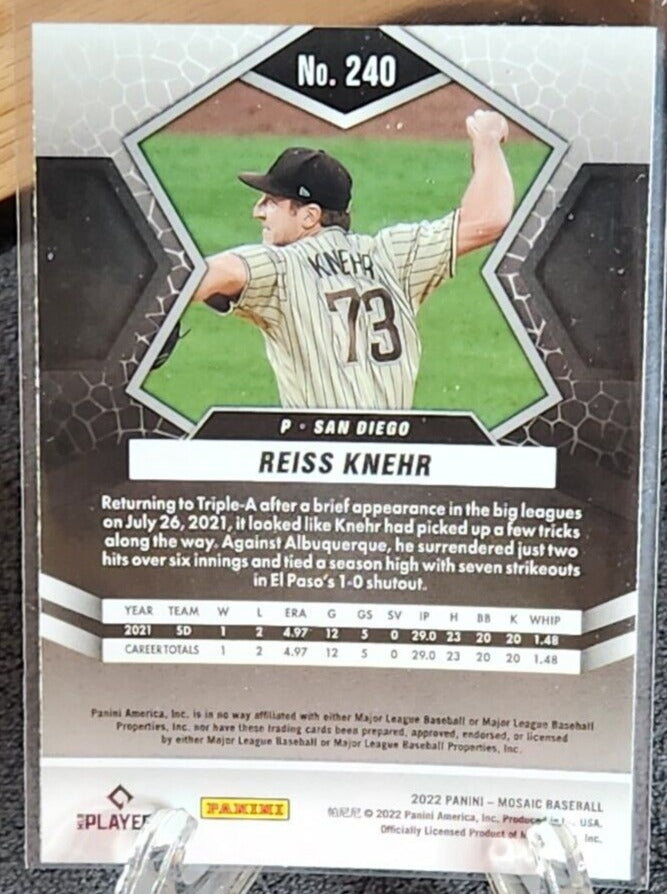 No. 240
KNEHR
73
P • SAN DIEGO
REISS KNEHR
Returning to Triple-A after a brief appearance in the big leagues
on July 26, 2021, it looked like Knehr had picked up a few tricks
along the way. Against Albuquerque, he surrendered just two
hits over six innings and tied a season high with seven strikeouts
in El Paso's 1-0 shutout.
YEAR TEAM W L ERA G GS SV IP H BB K WHIP
2021 SD 1 2 4.97 12 5 0 29.0 23 20 20 1.48
CAREER TOTALS 1 2 4.97 12 5 0 29.0 23 20 20 1.48
Panini America, Inc. is in no way affiliated with either Major League Baseball or Major League Baseball
Properties, Inc. nor have these trading cards been prepared, approved, endorsed, or licensed
by either Major League Baseball or Major League Baseball Properties, Inc.
2022 PANINI – MOSAIC BASEBALL
PLAYE
PANINI
帕尼尼 © 2022 Panini America, Inc. Produced in USA.
Officially Licensed Product of Inc.